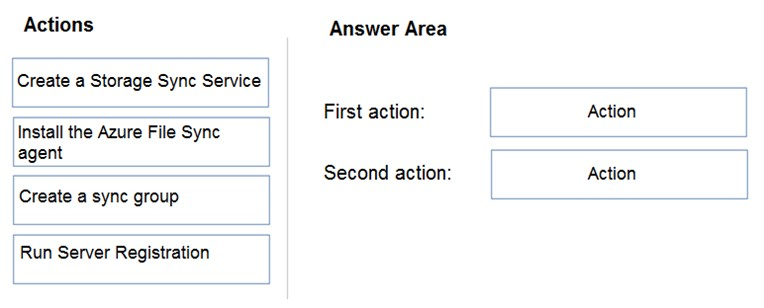 Actions
Create a Storage Sync Service
Install the Azure File Sync
agent
Create a sync group
Run Server Registration
Answer Area
First action:
Action
Second action:
Action